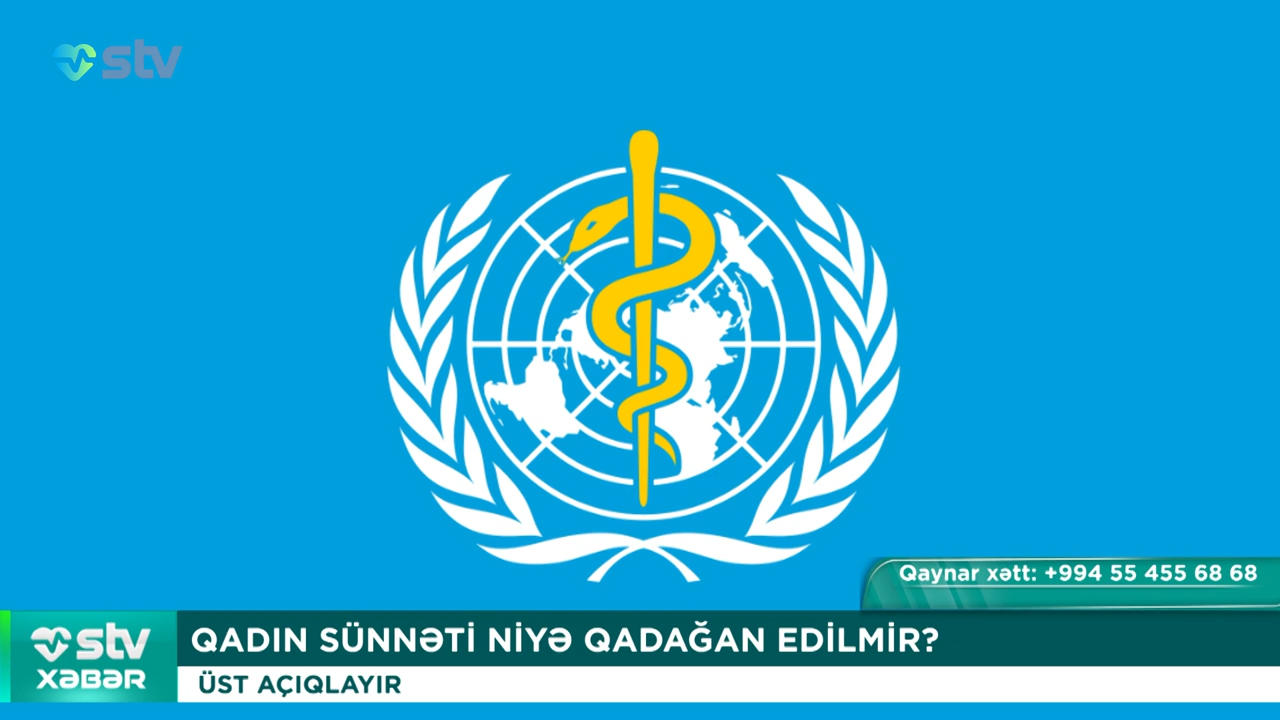 stv
Qaynar xətt: +994 55 455 68 68
stv
XƏBƏR
QADIN SÜNNƏTİ NİYƏ QADAĞAN EDİLMİR?
ÜST AÇIQLAYIR